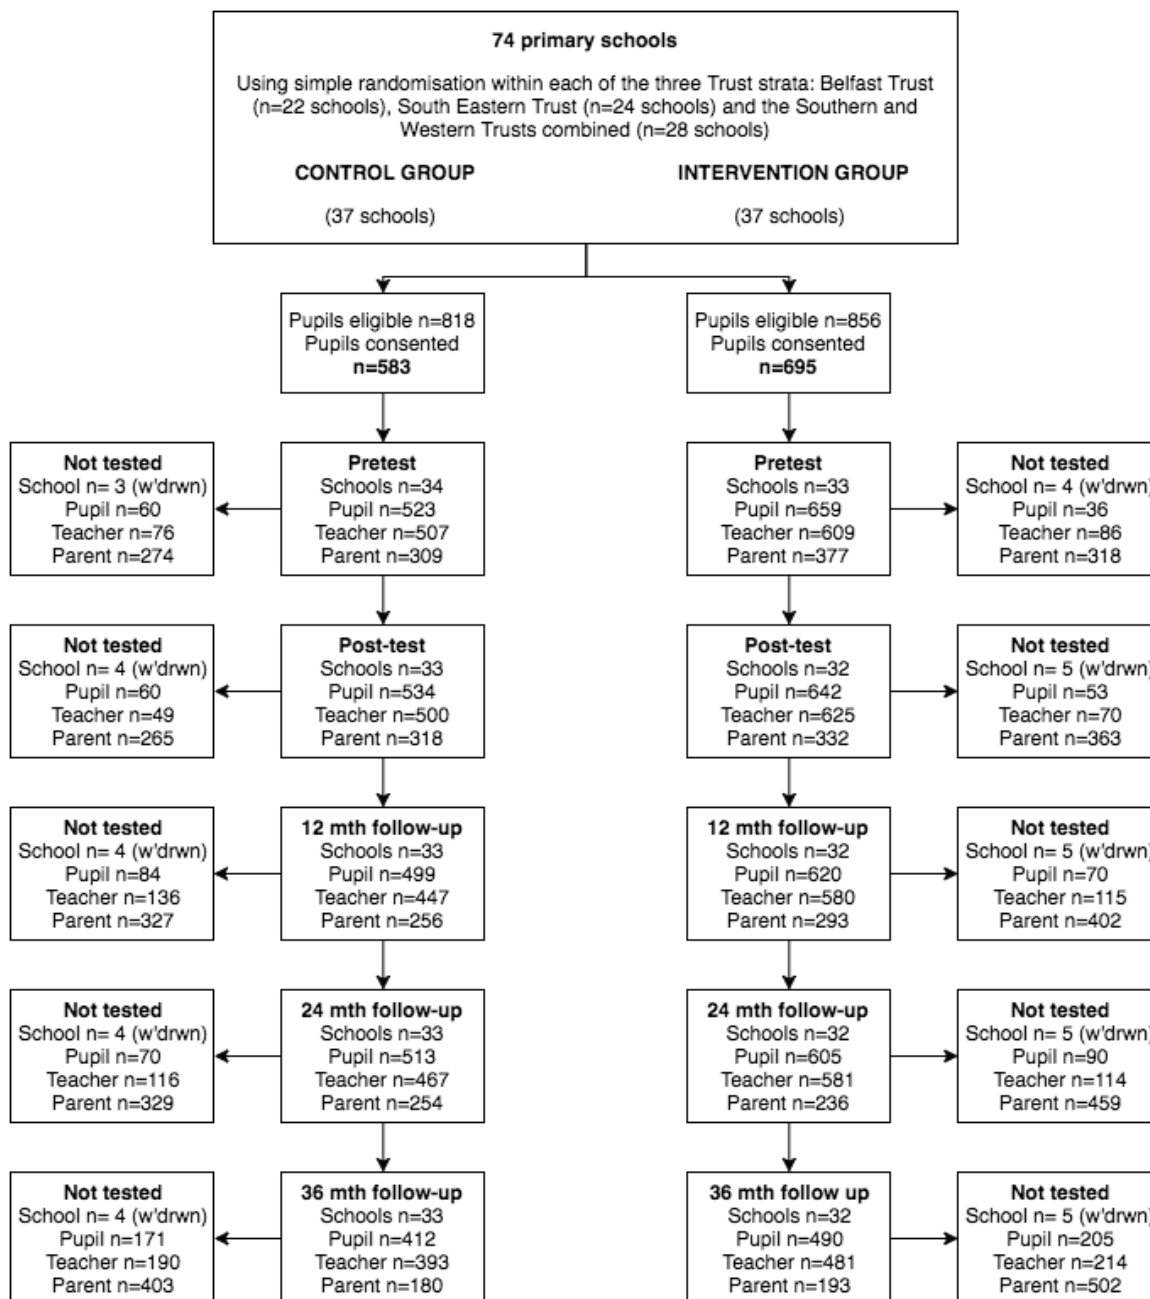 74 primary schools
Using simple randomisation within each of the three Trust strata: Belfast Trust
(n=22 schools), South Eastern Trust (n=24 schools) and the Southern and
Western Trusts combined (n=28 schools)
CONTROL GROUP
INTERVENTION GROUP
(37 schools)
(37 schools)
Pupils eligible n=818
Pupils consented
n=583
Pupils eligible n=856
Pupils consented
n=695
Not tested
School n= 3 (w'drwn)
Pupil n=60
Teacher n=76
Parent n=274
Pretest
Schools n=34
Pupil n=523
Teacher n=507
Parent n=309
Pretest
Schools n=33
Pupil n=659
Teacher n=609
Parent n=377
Not tested
School n= 4 (w'drwn)
Pupil n=36
Teacher n=86
Parent n=318
Not tested
School n= 4 (w'drwn)
Pupil n=60
Teacher n=49
Parent n=265
Post-test
Schools n=33
Pupil n=534
Teacher n=500
Parent n=318
Post-test
Schools n=32
Pupil n=642
Teacher n=625
Parent n=332
Not tested
School n= 5 (w'drwn)
Pupil n=53
Teacher n=70
Parent n=363
Not tested
School n= 4 (w'drwn)
Pupil n=84
Teacher n=136
Parent n=327
12 mth follow-up
Schools n=33
Pupil n=499
Teacher n=447
Parent n=256
12 mth follow-up
Schools n=32
Pupil n=620
Teacher n=580
Parent n=293
Not tested
School n= 5 (w'drwn)
Pupil n=70
Teacher n=115
Parent n=402
Not tested
School n= 4 (w'drwn)
Pupil n=70
Teacher n=116
Parent n=329
24 mth follow-up
Schools n=33
Pupil n=513
Teacher n=467
Parent n=254
24 mth follow-up
Schools n=32
Pupil n=605
Teacher n=581
Parent n=236
Not tested
School n= 5 (w'drwn)
Pupil n=90
Teacher n=114
Parent n=459
Not tested
School n= 4 (w'drwn)
Pupil n=171
Teacher n=190
Parent n=403
36 mth follow-up
Schools n=33
Pupil n=412
Teacher n=393
Parent n=180
36 mth follow up
Schools n=32
Pupil n=490
Teacher n=481
Parent n=193
Not tested
School n= 5 (w'drwn)
Pupil n=205
Teacher n=214
Parent n=502